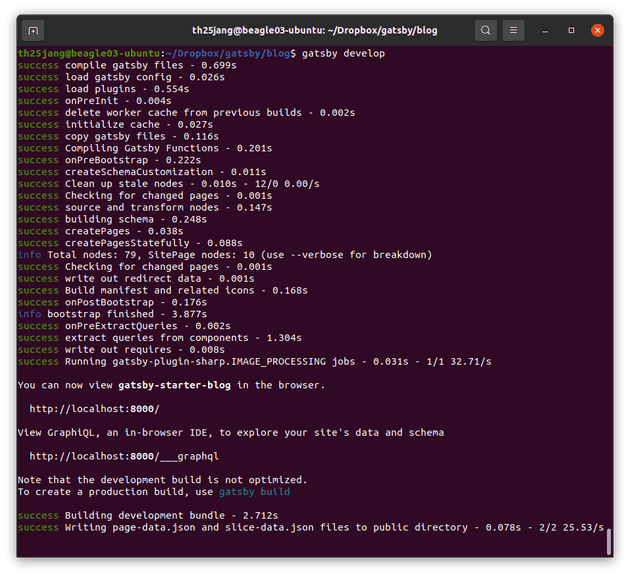 th25jang@beagle03-ubuntu: ~/Dropbox/gatsby/blog
th25jang@beagle03-ubuntu:~/Dropbox/gatsby/blog$ gatsby develop
success compile gatsby files - 0.699s
success load gatsby config - 0.026s
success load plugins - 0.554s
success onPreInit - 0.004s
success delete worker cache from previous builds - 0.002s
success initialize cache - 0.027s
success copy gatsby files - 0.116s
success Compiling Gatsby Functions - 0.201s
success onPreBootstrap - 0.222s
success createSchemaCustomization - 0.011s
success Clean up stale nodes - 0.010s - 12/0 0.00/s
success Checking for changed pages - 0.001s
success source and transform nodes - 0.147s
success building schema - 0.248s
success createPages - 0.038s
success createPagesStatefully - 0.088s
info Total nodes: 79, SitePage nodes: 10 (use --verbose for breakdown)
success Checking for changed pages - 0.001s
success write out redirect data - 0.001s
success Build manifest and related icons - 0.168s
success onPostBootstrap - 0.176s
info bootstrap finished - 3.877s
success onPreExtractQueries - 0.002s
success extract queries from components - 1.304s
success write out requires - 0.008s
success Running gatsby-plugin-sharp.IMAGE_PROCESSING jobs - 0.031s - 1/1 32.71/s
You can now view gatsby-starter-blog in the browser.
http://localhost:8000/
View GraphiQL, an in-browser IDE, to explore your site's data and schema
http://localhost:8000/___graphql
Note that the development build is not optimized.
To create a production build, use gatsby build
success Building development bundle - 2.712s
success Writing page-data.json and slice-data.json files to public directory - 0.078s - 2/2 25.53/s